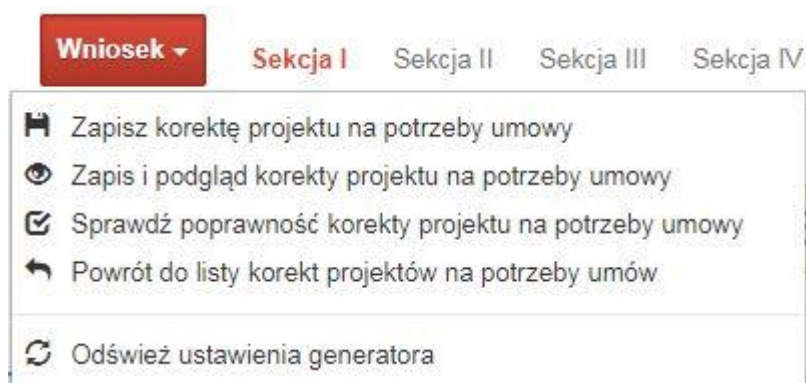 Wniosek Sekcja I Sekcja II Sekcja III Sekcja IV
Zapisz korektę projektu na potrzeby umowy
Zapis i podgląd korekty projektu na potrzeby umowy
Sprawdź poprawność korekty projektu na potrzeby umowy
Powrót do listy korekt projektów na potrzeby umów
Odśwież ustawienia generatora